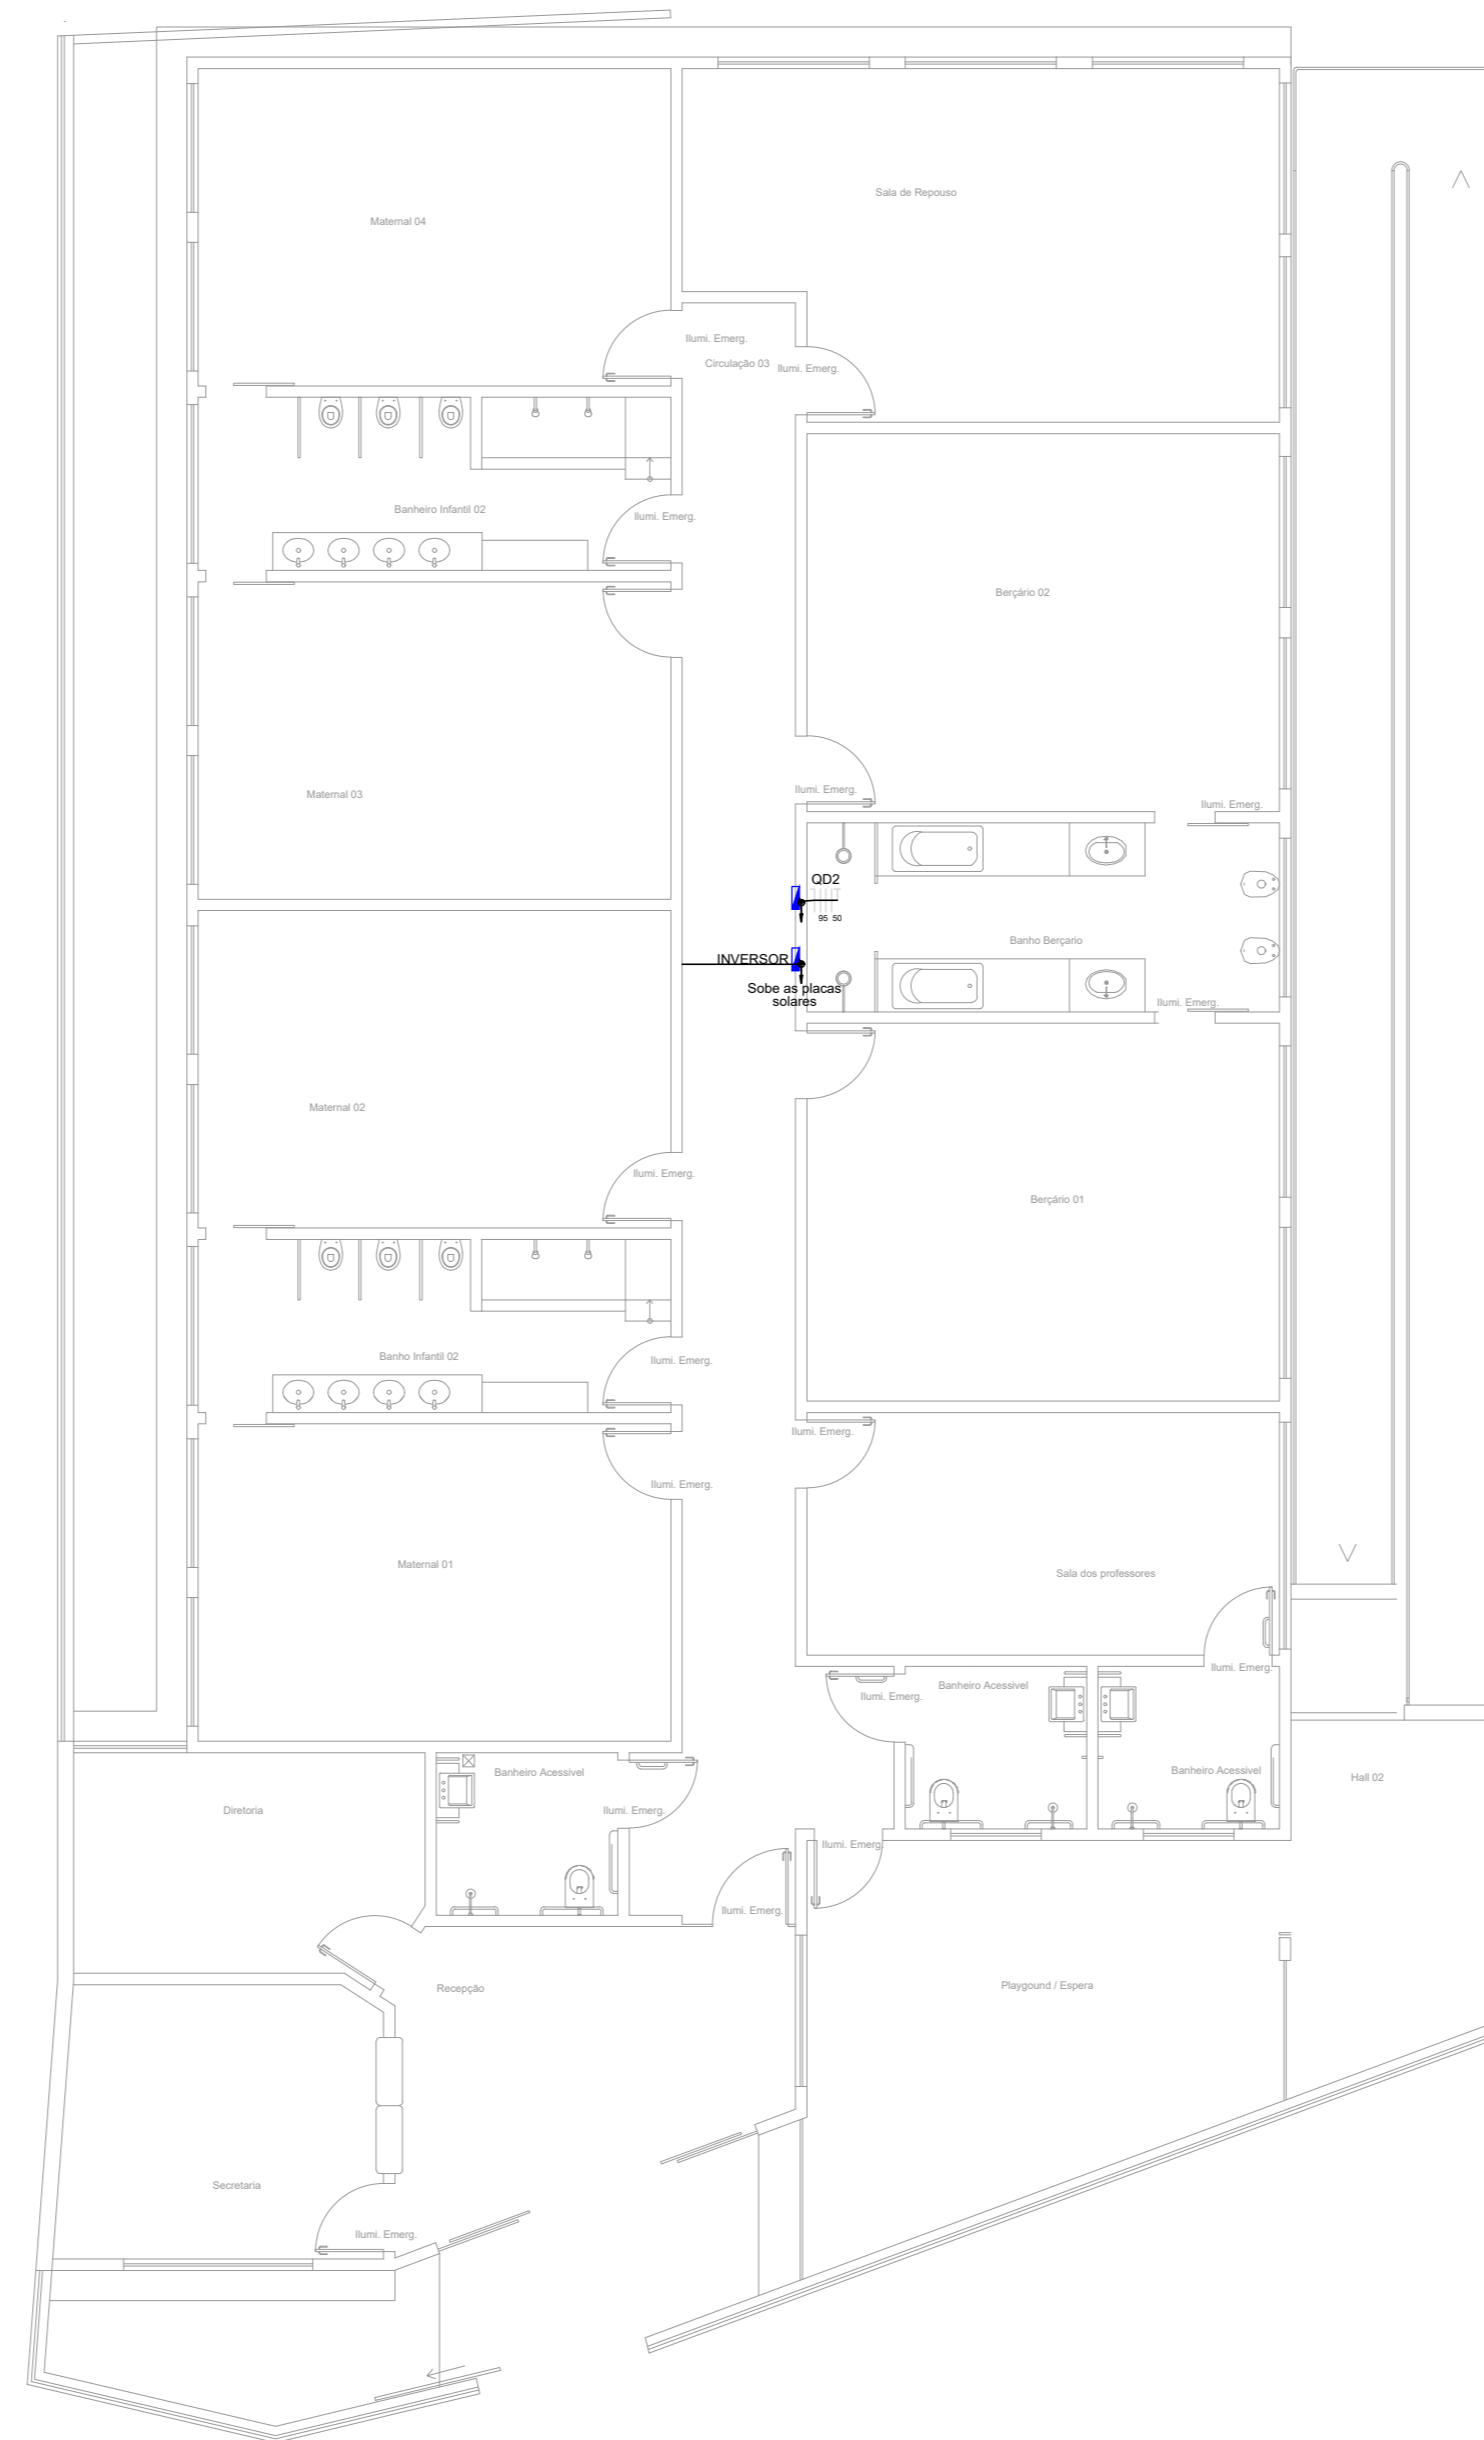 Sala de Repouso
Maternal 04
Ilumi. Emerg.
Circulação 03
Ilumi. Emerg.
Banheiro Infantil 02
Ilumi. Emerg.
Berçário 02
Maternal 03
Ilumi. Emerg.
Ilumi. Emerg.
QD2
95 50
Banho Berçario
INVERSOR
Sobe as placas
solares
Ilumi. Emerg.
Maternal 02
Ilumi. Emerg.
Berçário 01
Banho Infantil 02
Ilumi. Emerg.
Ilumi. Emerg.
Ilumi. Emerg.
Maternal 01
Sala dos professores
Ilumi. Emerg.
Banheiro Acessivel
Ilumi. Emerg.
Banheiro Acessivel
Banheiro Acessivel
Hall 02
Diretoria
Ilumi. Emerg.
Ilumi. Emerg.
Ilumi. Emerg.
Recepção
Playgound / Espera
Secretaria
Ilumi. Emerg.